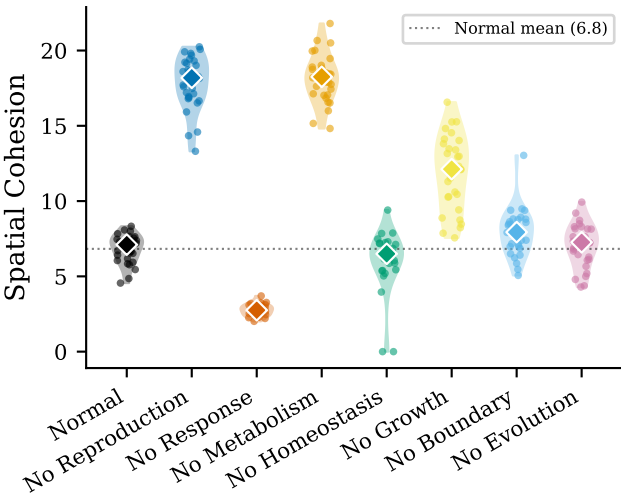 Normal mean (6.8)
Spatial Cohesion
20
15
10
5
0
Normal
No Reproduction
No Response
No Metabolism
No Homeostasis
No Growth
No Boundary
No Evolution